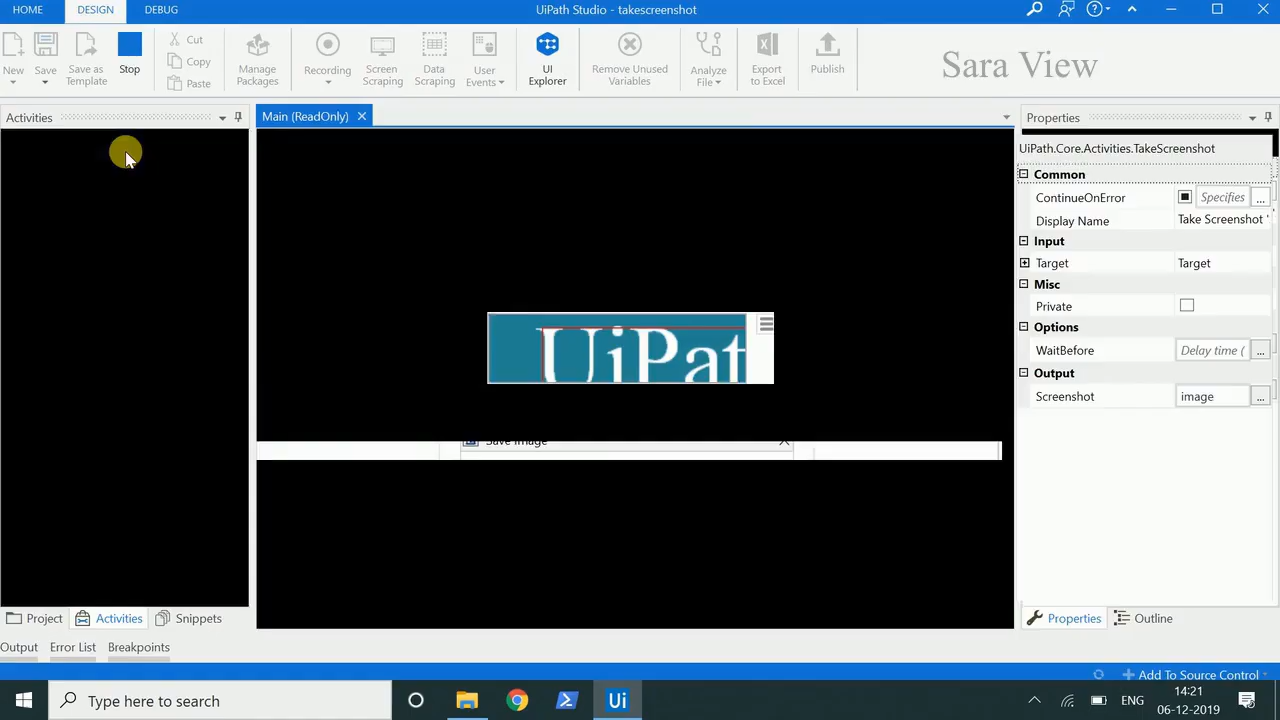 HOME
DESIGN
DEBUG
UiPath Studio - takescreenshot
New
Save
Save as
Template
Stop
Cut
Copy
Paste
Manage
Packages
Recording
Screen
Scraping
Data
Scraping
User
Events
UI
Explorer
Remove Unused
Variables
Analyze
File
Export
to Excel
Publish
Sara View
Activities
Main (ReadOnly)
Properties
UiPath.Core.Activities.TakeScreenshot
Common
ContinueOnError
Specifies
...
Display Name
Take Screenshot '
Input
Target
Target
Misc
Private
Options
WaitBefore
Delay time (
...
Output
Screenshot
image
...
UiPat
Save Image
Project
Activities
Snippets
Properties
Outline
Output
Error List
Breakpoints
Add To Source Control
Type here to search
Ui
ENG
14:21
06-12-2019